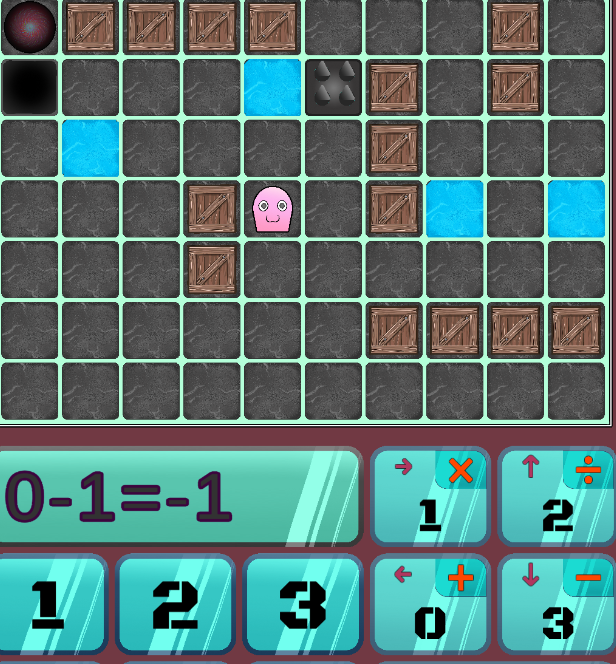 0-1=-1
→ × 1
↑ ÷ 2
1 2 3
← + 0
↓ − 3